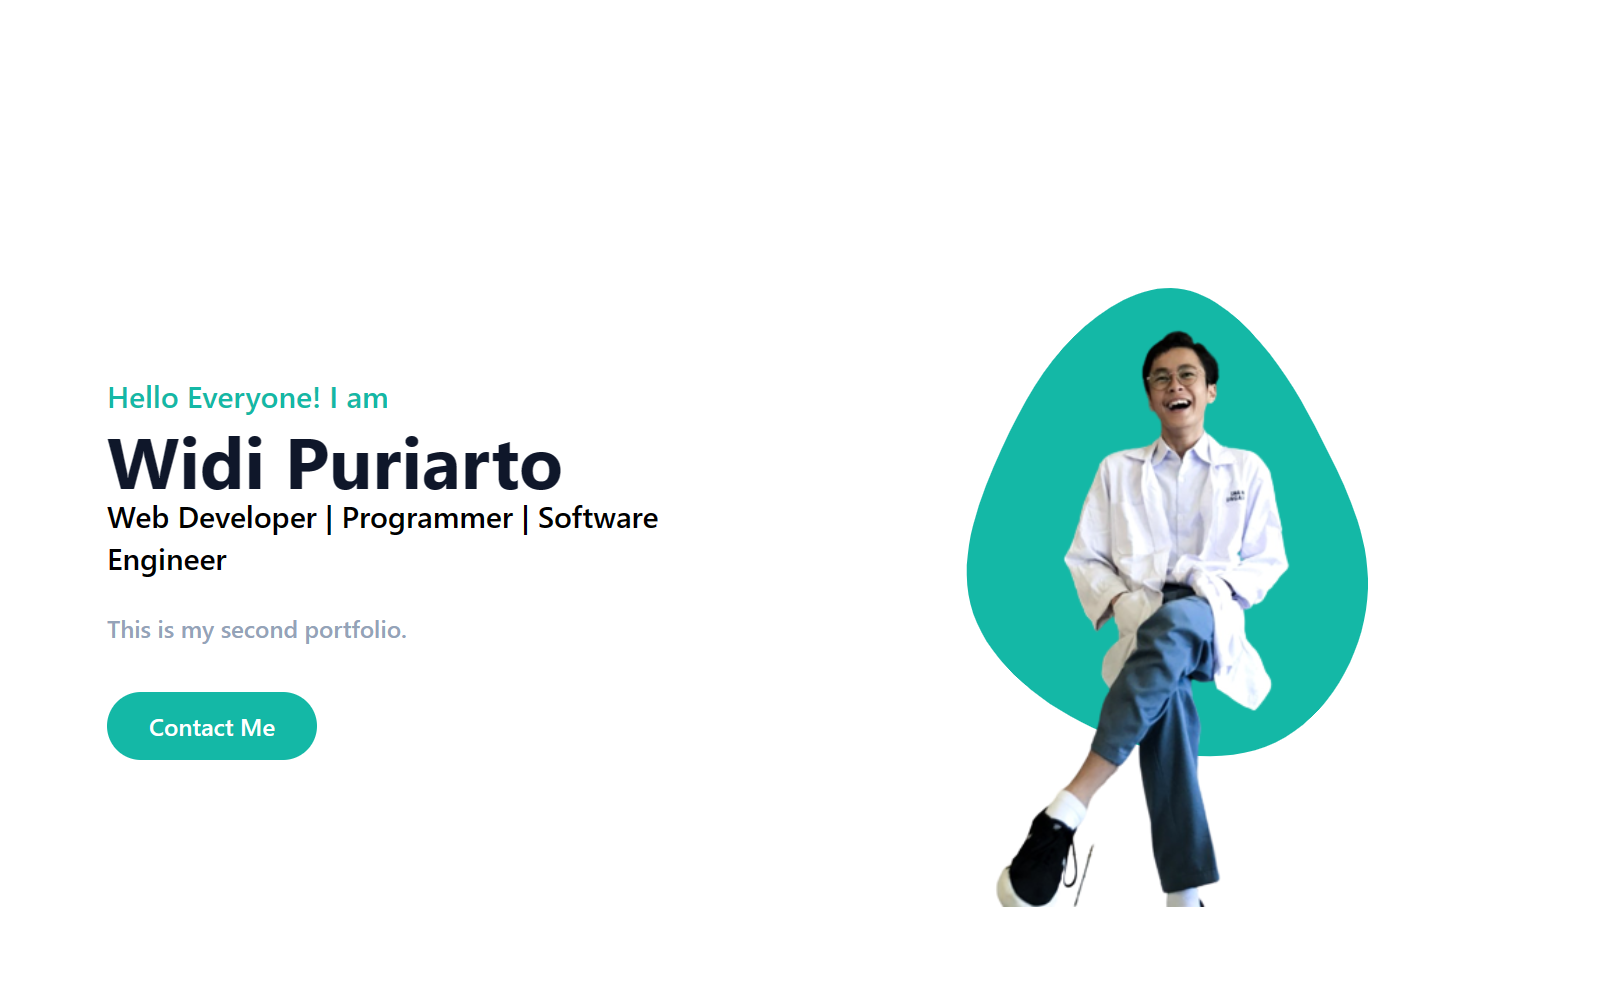 Hello Everyone! I am
Widi Puriarto
Web Developer | Programmer | Software
Engineer
This is my second portfolio.
Contact Me